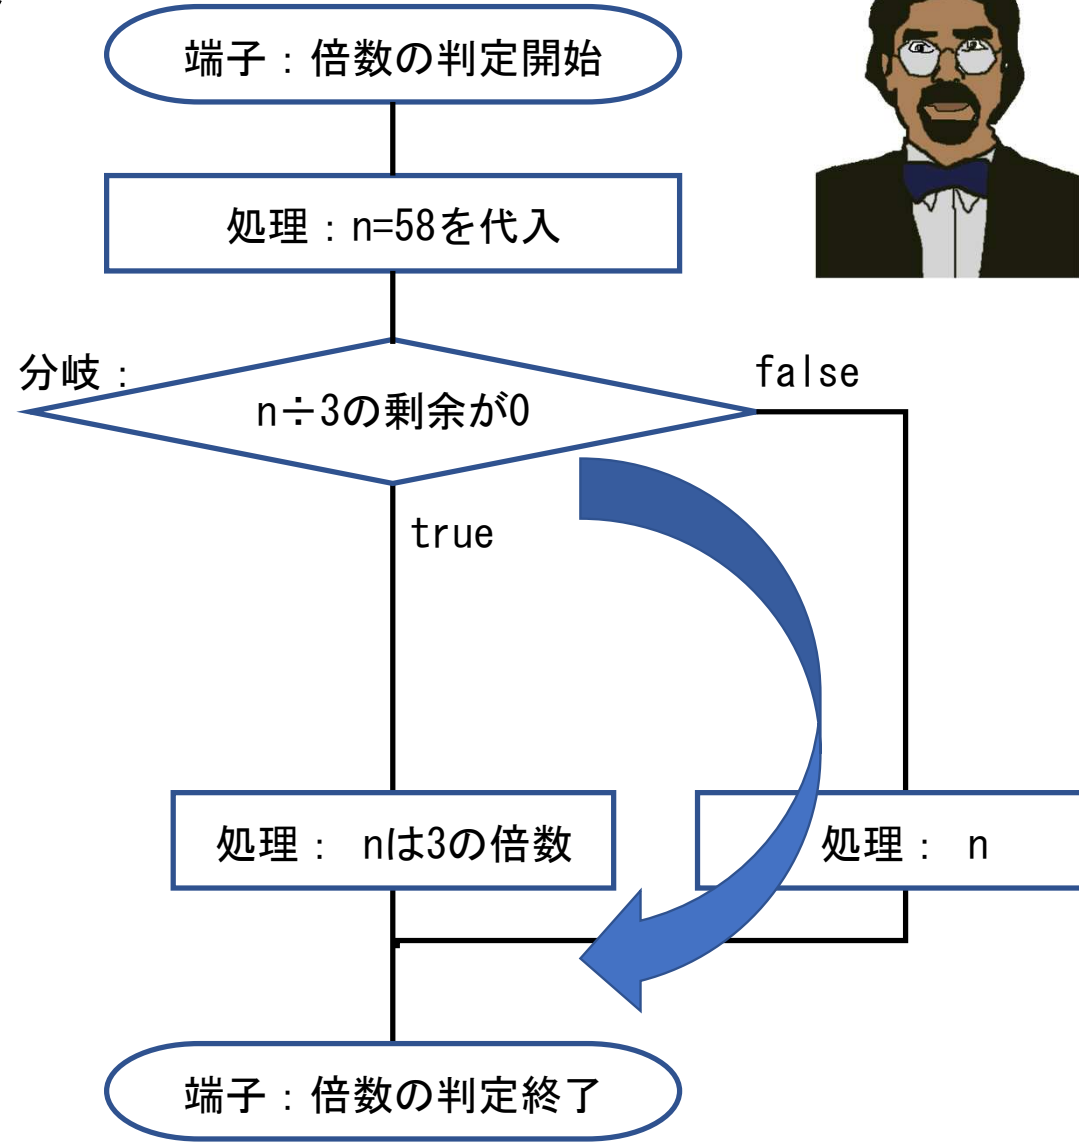 端子：倍数の判定開始
処理：n=58を代入
分岐：
n÷3の剰余が0
false
true
処理： nは3の倍数
処理： n
端子：倍数の判定終了